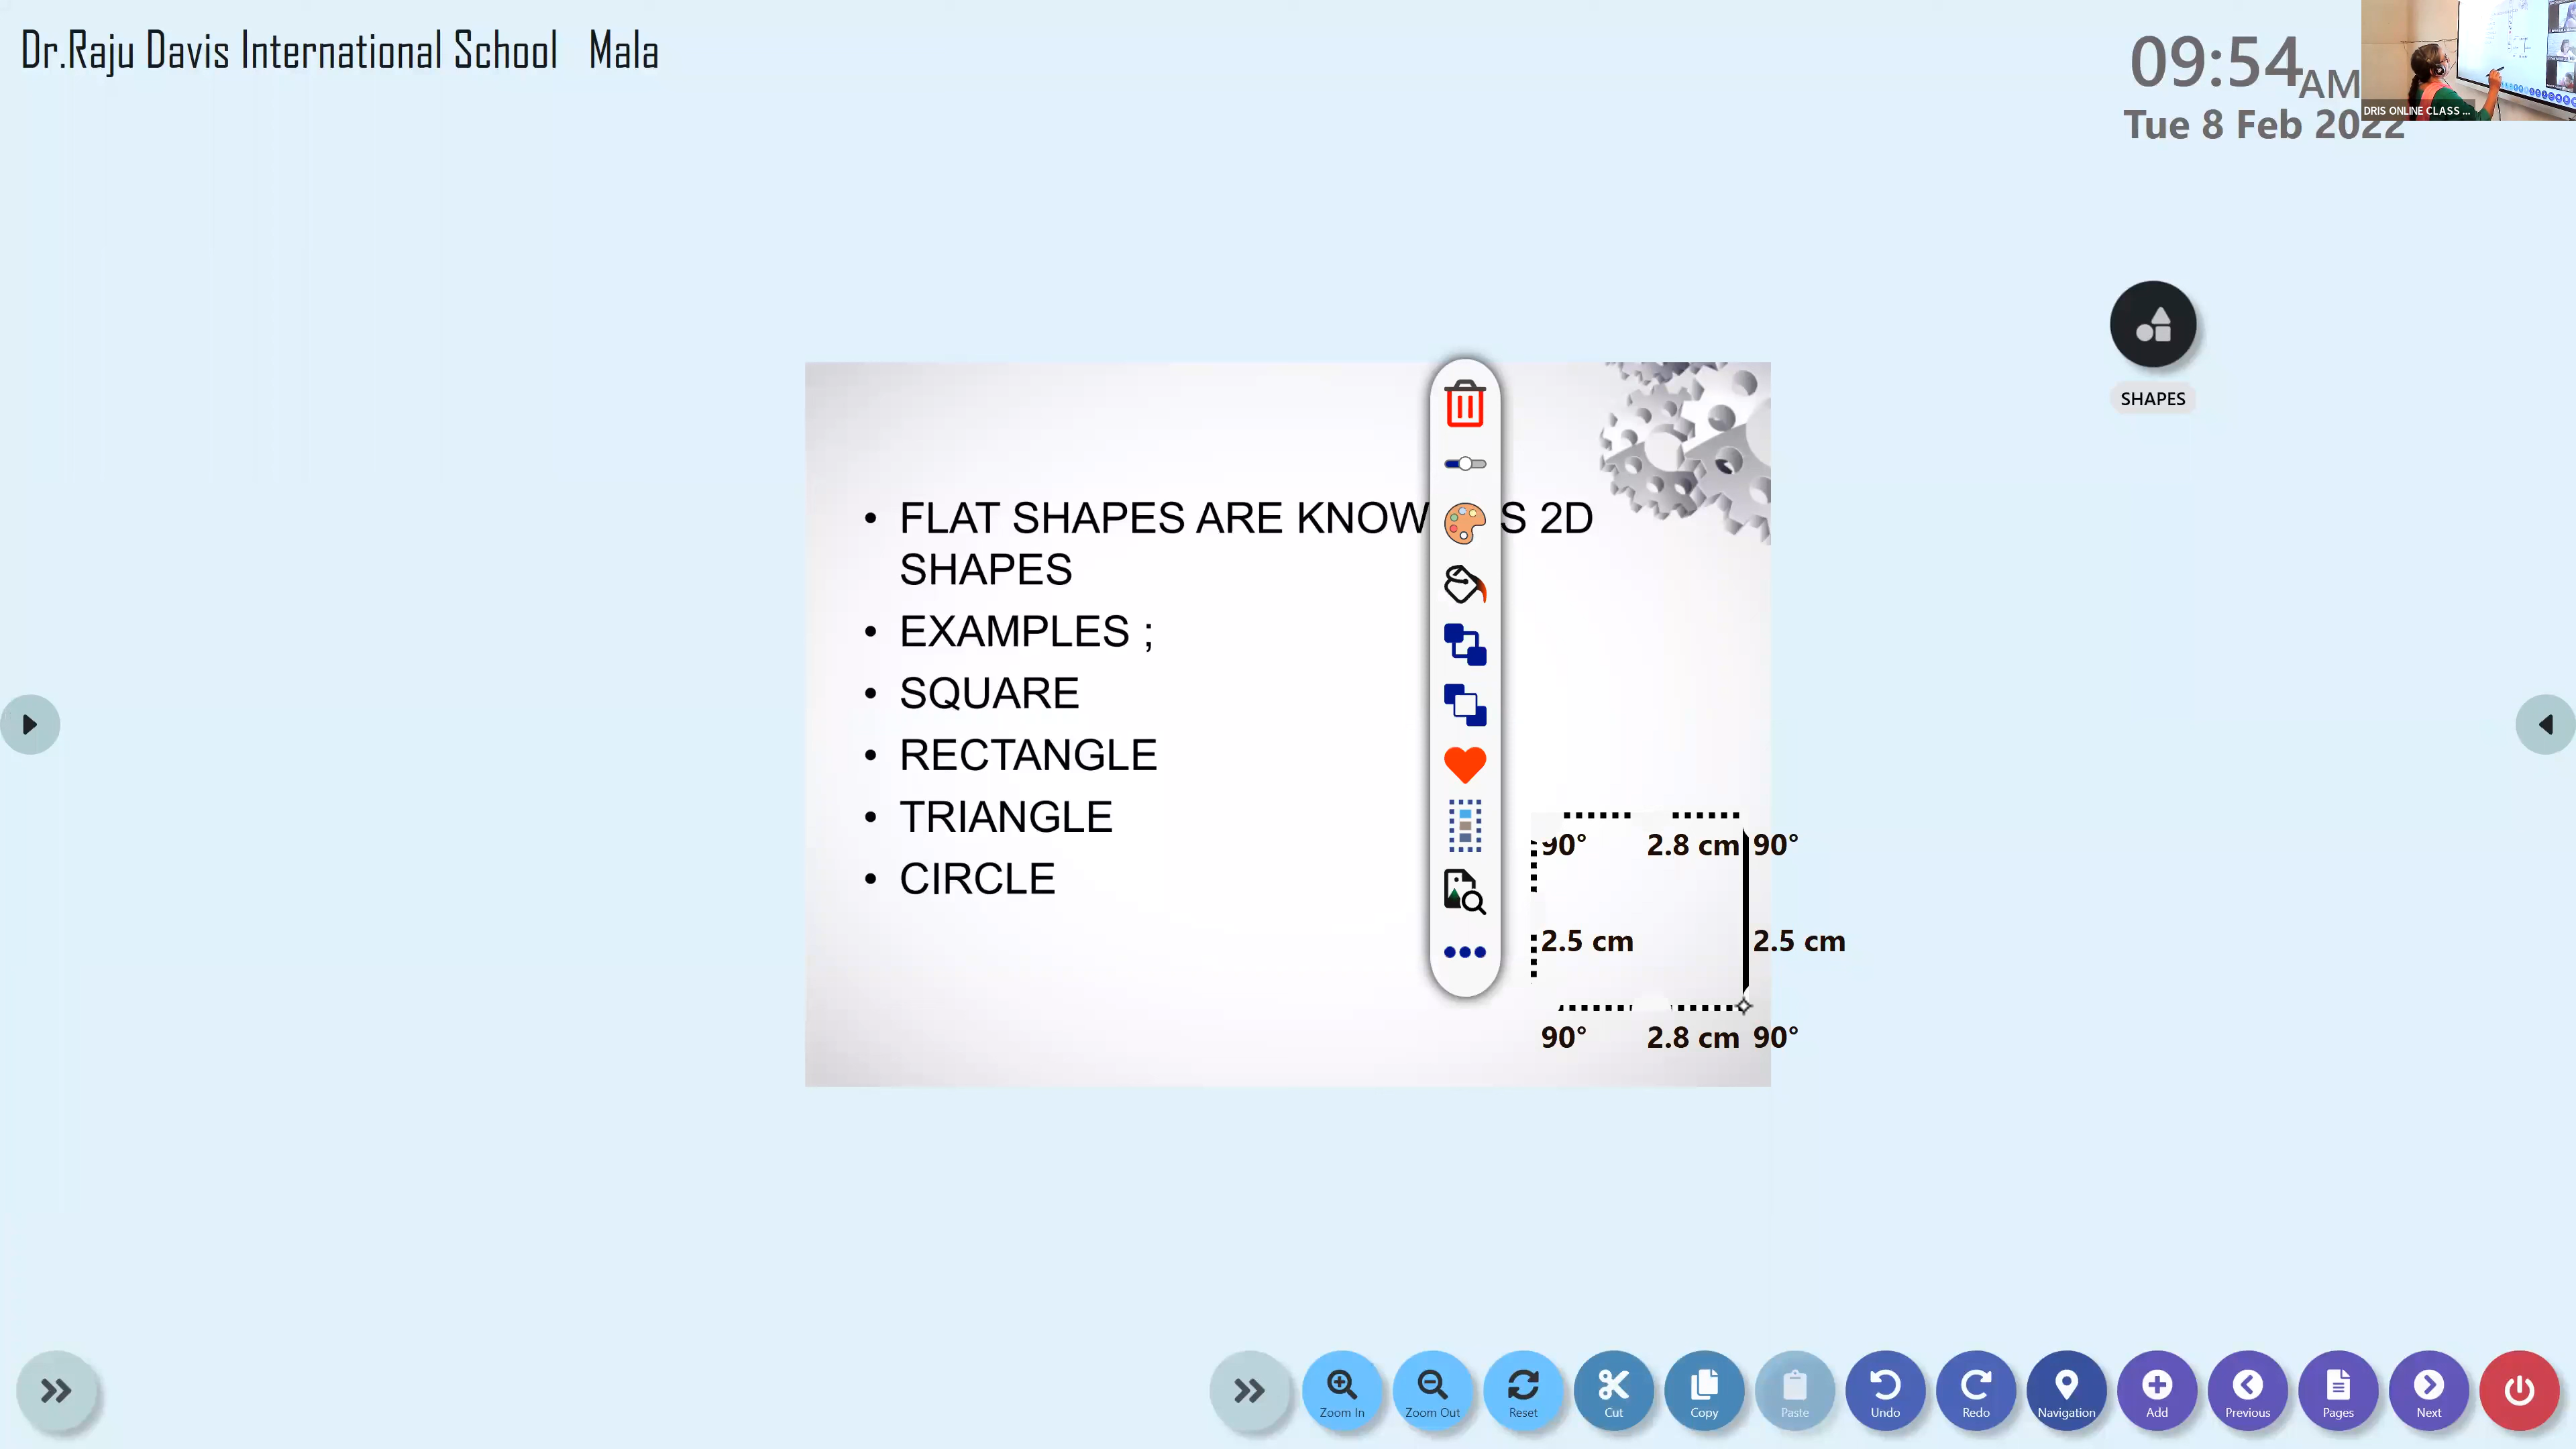 Dr.Raju Davis International School Mala
09:54 AM
Tue 8 Feb 2022
DRIS ONLINE CLASS ...
SHAPES
• FLAT SHAPES ARE KNOW S 2D
SHAPES
• EXAMPLES ;
• SQUARE
• RECTANGLE
• TRIANGLE
• CIRCLE
90° 2.8 cm 90°
2.5 cm 2.5 cm
90° 2.8 cm 90°
Zoom In Zoom Out Reset Cut Copy Paste Undo Redo Navigation Add Previous Pages Next